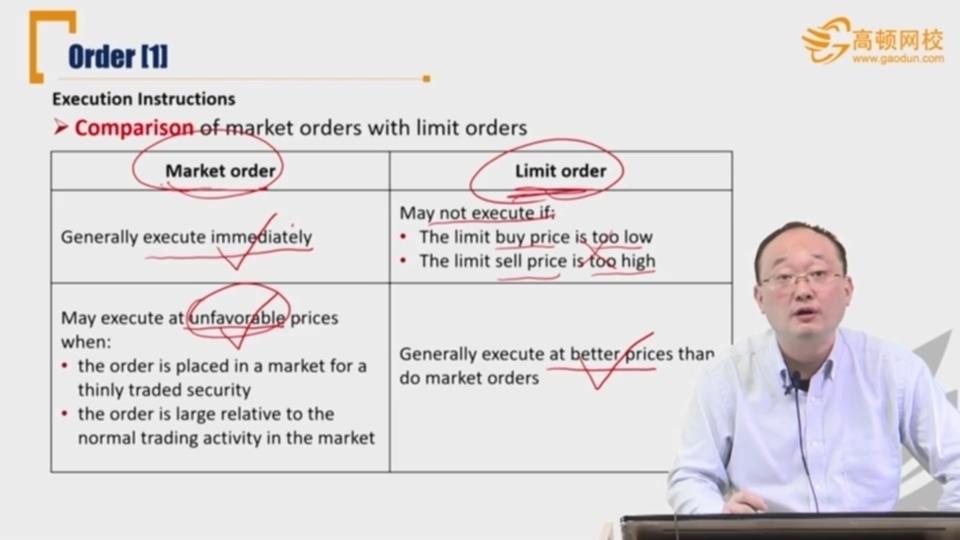 Order [1]
高顿网校
www.gaodun.com
Execution Instructions
Comparison of market orders with limit orders
Market order
Limit order
Generally execute immediately
May not execute if:
• The limit buy price is too low
• The limit sell price is too high
May execute at unfavorable prices
when:
• the order is placed in a market for a
thinly traded security
• the order is large relative to the
normal trading activity in the market
Generally execute at better prices than
do market orders